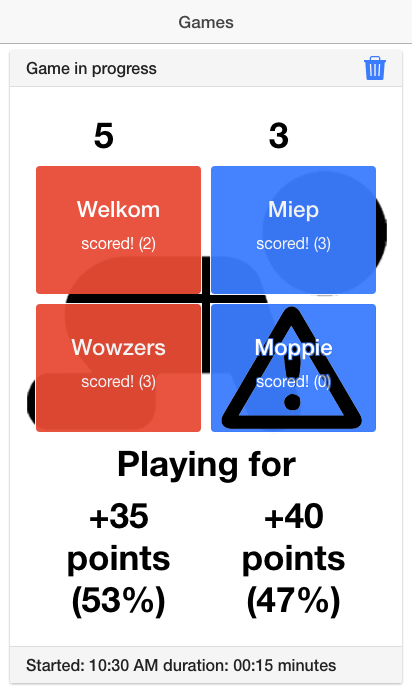 Games
Game in progress
5 3
Welkom Miep
scored! (2) scored! (3)
Wowzers Moppie
scored! (3) scored! (0)
Playing for
+35 +40
points points
(53%) (47%)
Started: 10:30 AM duration: 00:15 minutes